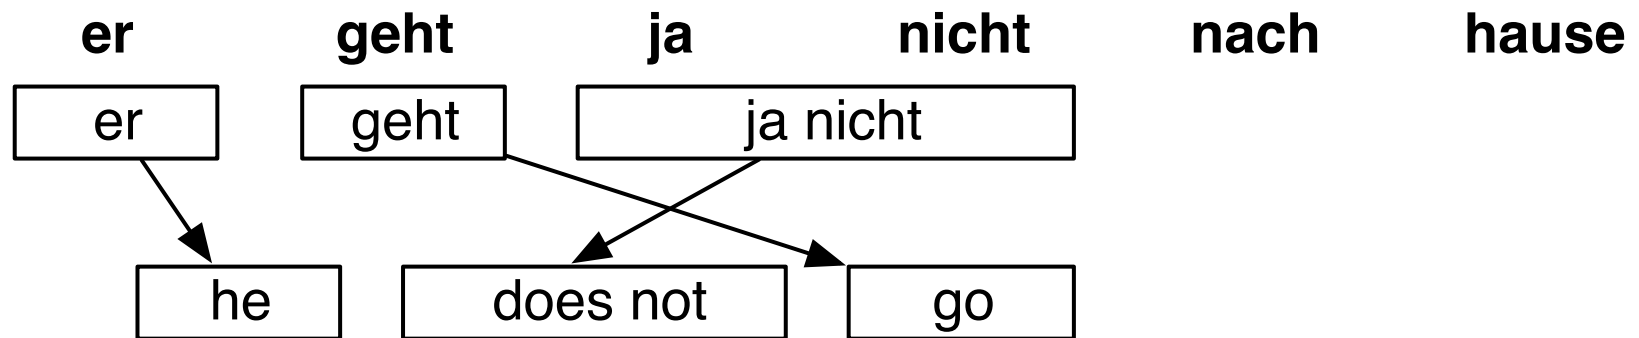 er geht ja nicht nach hause
er geht ja nicht
he does not go